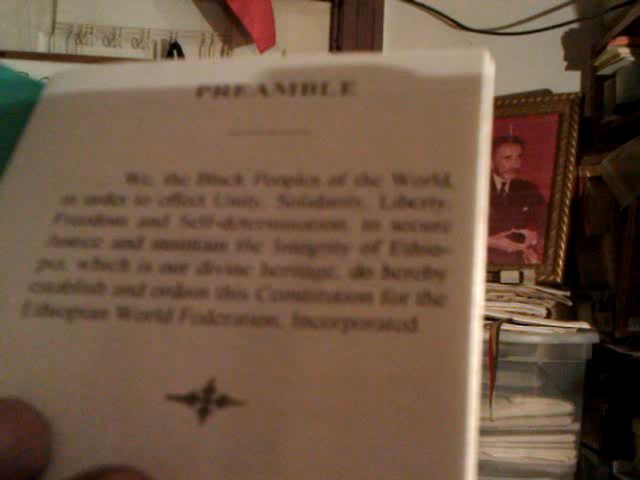 PREAMBLE
We, the Black Peoples of the World,
in order to effect Unity, Solidarity, Liberty,
Freedom and Self-determination, to secure
Justice and maintain the Integrity of Ethio-
pia, which is our divine heritage, do hereby
establish and ordain this Constitution for the
Ethiopian World Federation, Incorporated.